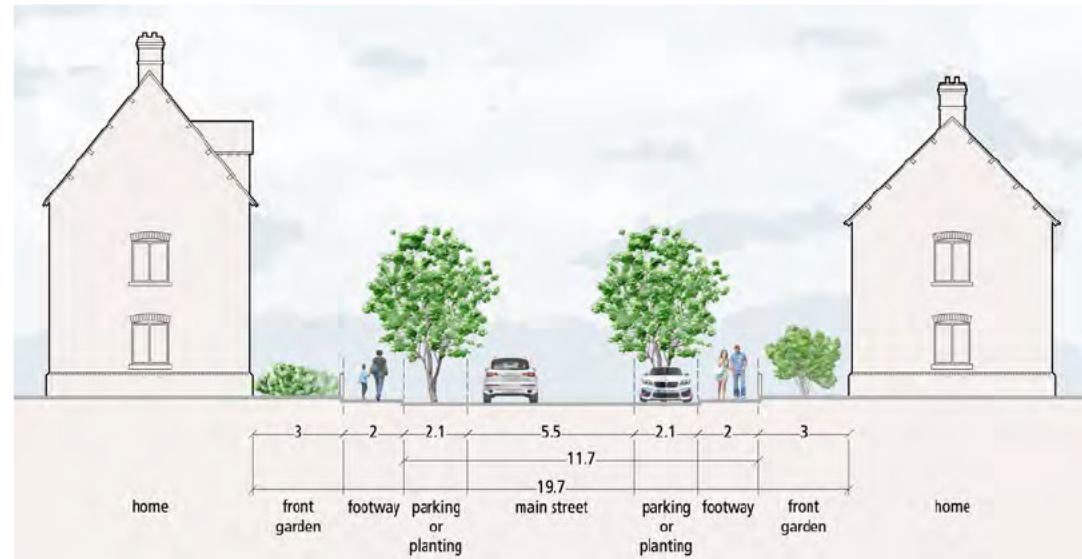 3 2 2.1 5.5 2.1 2 3
11.7
19.7
home front garden footway parking or planting main street parking or planting footway front garden home